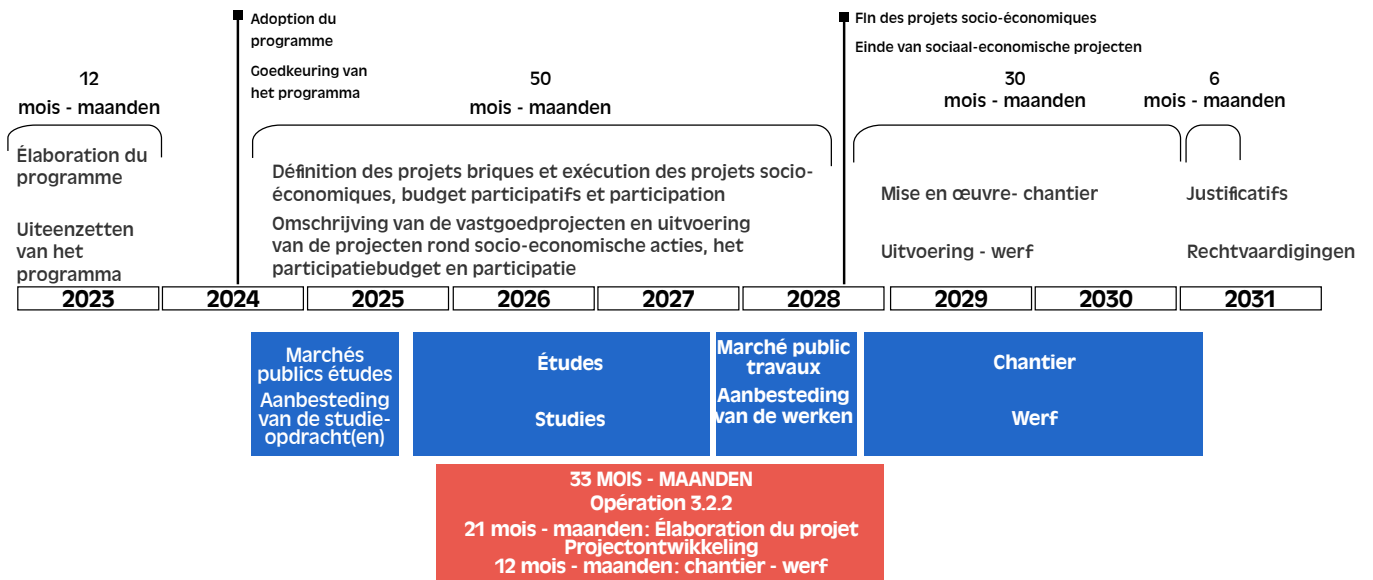 Adoption du
programme
Goedkeuring van
het programma
FIn des projets socio-économiques
Einde van sociaal-economische projecten
12
mois - maanden
50
mois - maanden
30
mois - maanden
6
mois - maanden
Élaboration du
programme
Uiteenzetten
van het
programma
Définition des projets briques et exécution des projets socio-
économiques, budget participatifs et participation
Omschrijving van de vastgoedprojecten en uitvoering
van de projecten rond socio-economische acties, het
participatiebudget en participatie
Mise en œuvre- chantier
Uitvoering - werf
Justificatifs
Rechtvaardigingen
2023 2024 2025 2026 2027 2028 2029 2030 2031
Marchés
publics études
Aanbesteding
van de studie-
opdracht(en)
Études
Studies
Marché public
travaux
Aanbesteding
van de werken
Chantier
Werf
33 MOIS - MAANDEN
Opération 3.2.2
21 mois - maanden: Élaboration du projet
Projectontwikkeling
12 mois - maanden: chantier - werf